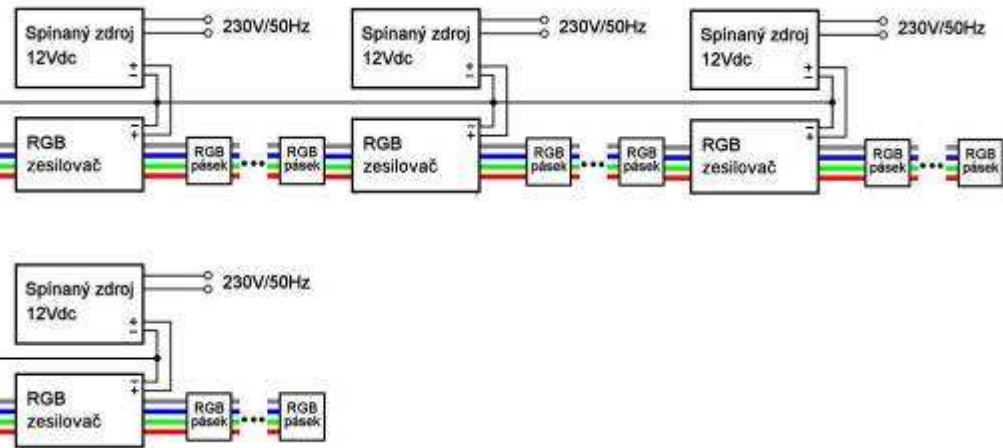 Spínaný zdroj
12Vdc
+
−
230V/50Hz
Spínaný zdroj
12Vdc
+
−
230V/50Hz
Spínaný zdroj
12Vdc
+
−
230V/50Hz
RGB
zesilovač
−
+
RGB
pásek
RGB
pásek
RGB
zesilovač
−
+
RGB
pásek
RGB
pásek
RGB
zesilovač
−
+
RGB
pásek
RGB
pásek
Spínaný zdroj
12Vdc
+
−
230V/50Hz
RGB
zesilovač
−
+
RGB
pásek
RGB
pásek